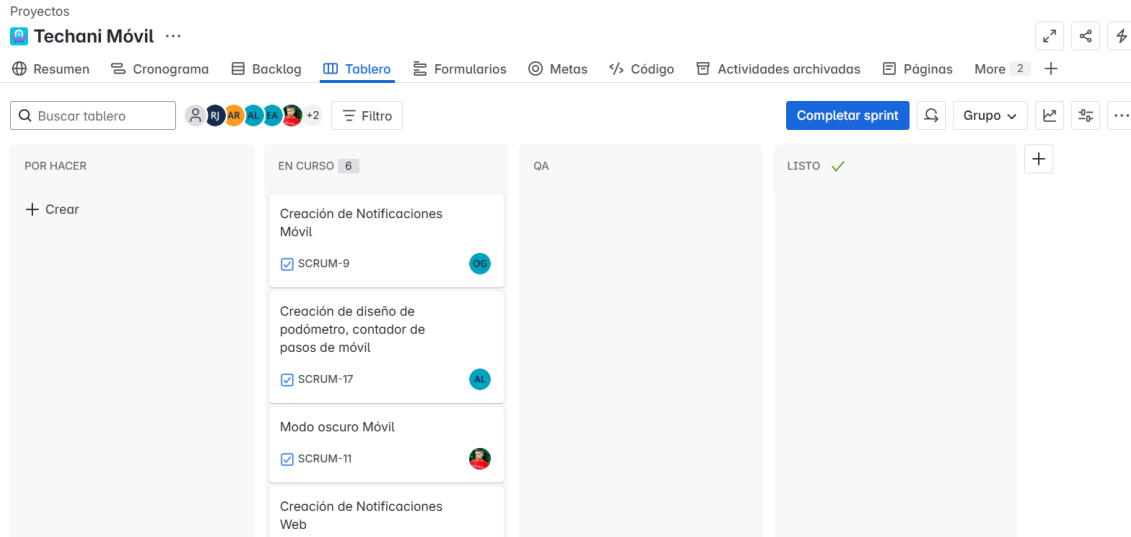 Proyectos
Techani Móvil ...
Resumen Cronograma Backlog Tablero Formularios Metas Código Actividades archivadas Páginas More 2
Buscar tablero RJ AR AL EA +2 Filtro Completar sprint Grupo
POR HACER
EN CURSO 6
QA
LISTO
+ Crear
Creación de Notificaciones
Móvil
SCRUM-9 OG
Creación de diseño de
podómetro, contador de
pasos de móvil
SCRUM-17 AL
Modo oscuro Móvil
SCRUM-11
Creación de Notificaciones
Web